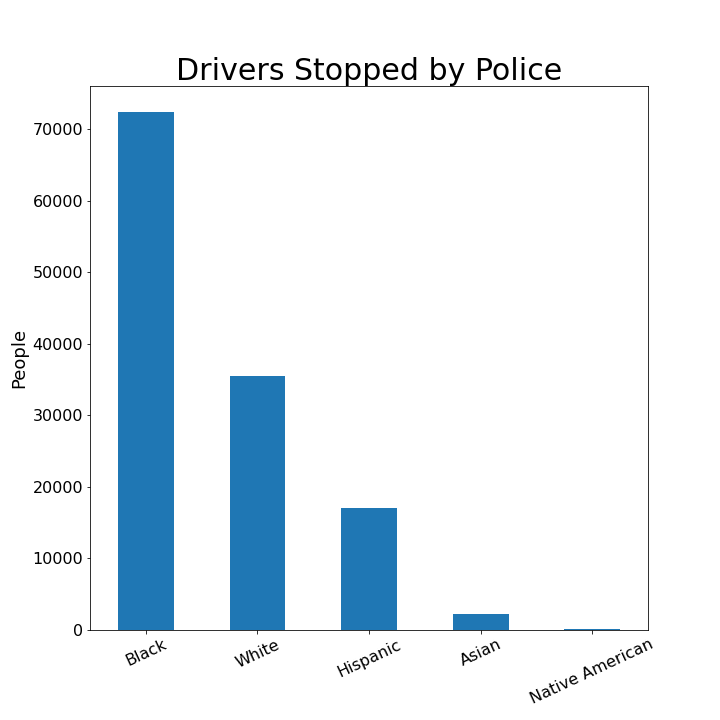 Drivers Stopped by Police
People
70000
60000
50000
40000
30000
20000
10000
0
Black
White
Hispanic
Asian
Native American